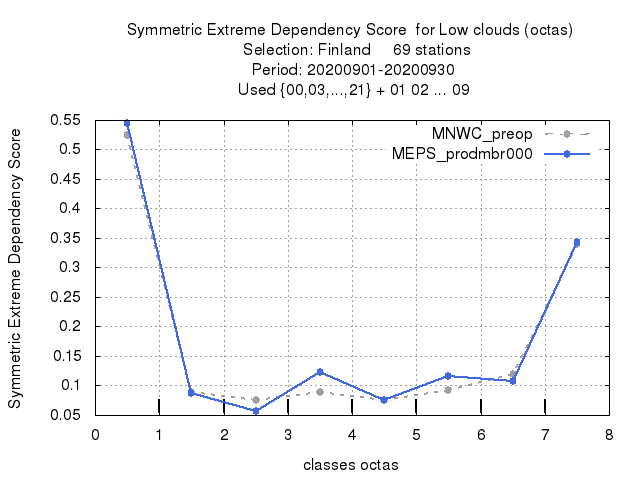 Symmetric Extreme Dependency Score  for Low clouds (octas)
Selection: Finland     69 stations
Period: 20200901-20200930
Used {00,03,...,21} + 01 02 ... 09
Symmetric Extreme Dependency Score
0.55
0.5
0.45
0.4
0.35
0.3
0.25
0.2
0.15
0.1
0.05
MNWC_preop
MEPS_prodmbr000
0 1 2 3 4 5 6 7 8
classes octas